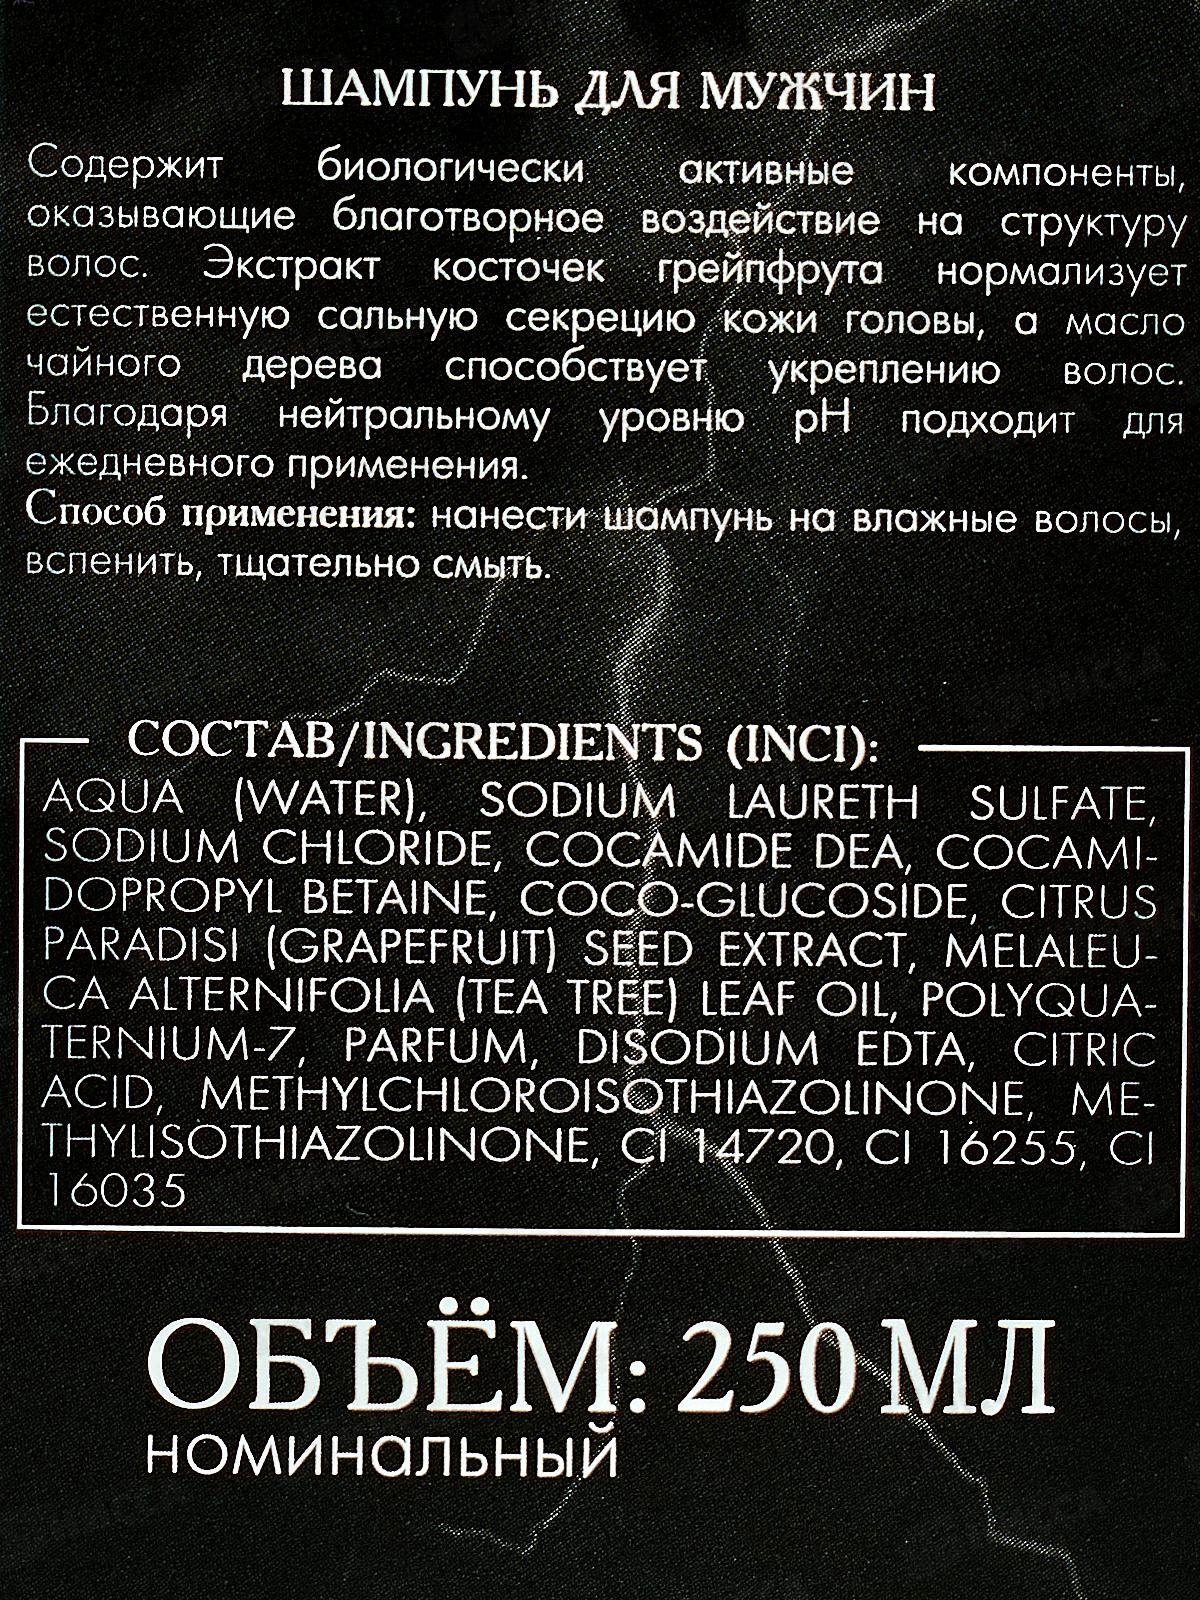 ШАМПУНЬ ДЛЯ МУЖЧИН
Содержит биологически активные компоненты,
оказывающие благотворное воздействие на структуру
волос. Экстракт косточек грейпфрута нормализует
естественную сальную секрецию кожи головы, а масло
чайного дерева способствует укреплению волос.
Благодаря нейтральному уровню pH подходит для
ежедневного применения.
Способ применения: нанести шампунь на влажные волосы,
вспенить, тщательно смыть.
СОСТАВ/INGREDIENTS (INCI):
AQUA (WATER), SODIUM LAURETH SULFATE,
SODIUM CHLORIDE, COCAMIDE DEA, COCAMI-
DOPROPYL BETAINE, COCO-GLUCOSIDE, CITRUS
PARADISI (GRAPEFRUIT) SEED EXTRACT, MELALEU-
CA ALTERNIFOLIA (TEA TREE) LEAF OIL, POLYQUA-
TERNIUM-7, PARFUM, DISODIUM EDTA, CITRIC
ACID, METHYLCHLOROISOTHIAZOLINONE, ME-
THYLISOTHIAZOLINONE, CI 14720, CI 16255, CI
16035
ОБЪЁМ: 250 МЛ
номинальный